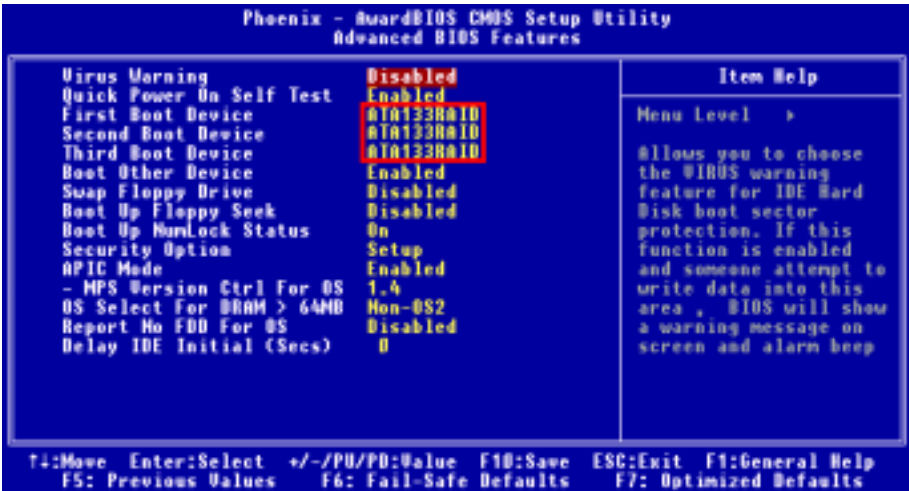 Phoenix - AwardBIOS CMOS Setup Utility
Advanced BIOS Features
Virus Warning Disabled
Quick Power On Self Test Enabled
First Boot Device ATA133RAID
Second Boot Device ATA133RAID
Third Boot Device ATA133RAID
Boot Other Device Enabled
Swap Floppy Drive Disabled
Boot Up Floppy Seek Disabled
Boot Up NumLock Status On
Security Option Setup
APIC Mode Enabled
- MPS Version Ctrl For OS 1.4
OS Select For DRAM > 64MB Non-OS2
Report No FDD For OS Disabled
Delay IDE Initial (Secs) 0
Item Help
Menu Level ▸
Allows you to choose
the VIRUS warning
feature for IDE Hard
Disk boot sector
protection. If this
function is enabled
and someone attempt to
write data into this
area , BIOS will show
a warning message on
screen and alarm beep
↑↓:Move Enter:Select +/-/PU/PD:Value F10:Save ESC:Exit F1:General Help
F5: Previous Values F6: Fail-Safe Defaults F7: Optimized Defaults